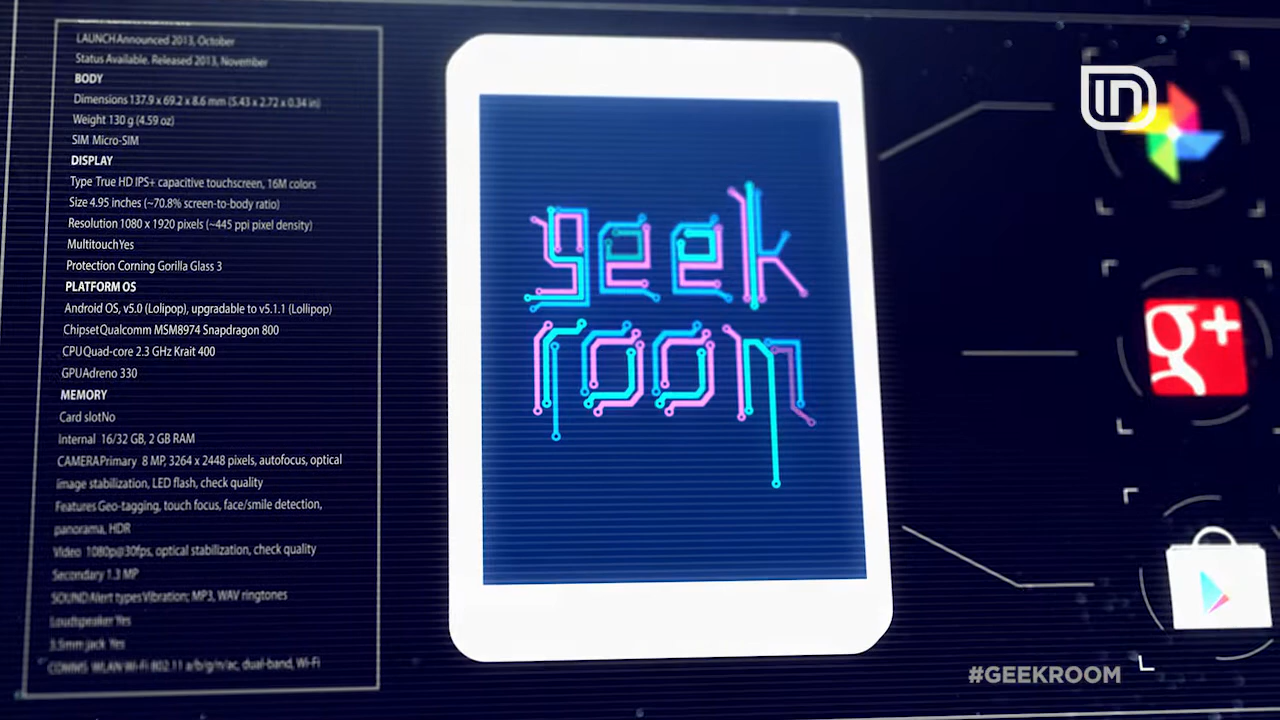 LAUNCH Announced 2013, October
Status Available. Released 2013, November
BODY
Dimensions 137.9 x 69.2 x 8.6 mm (5.43 x 2.72 x 0.34 in)
Weight 130 g (4.59 oz)
SIM Micro-SIM
DISPLAY
Type True HD IPS+ capacitive touchscreen, 16M colors
Size 4.95 inches (~70.8% screen-to-body ratio)
Resolution 1080 x 1920 pixels (~445 ppi pixel density)
MultitouchYes
Protection Corning Gorilla Glass 3
PLATFORM OS
Android OS, v5.0 (Lolipop), upgradable to v5.1.1 (Lollipop)
ChipsetQualcomm MSM8974 Snapdragon 800
CPUQuad-core 2.3 GHz Krait 400
GPUAdreno 330
MEMORY
Card slotNo
Internal 16/32 GB, 2 GB RAM
CAMERAPrimary 8 MP, 3264 x 2448 pixels, autofocus, optical
image stabilization, LED flash, check quality
Features Geo-tagging, touch focus, face/smile detection,
panorama, HDR
Video 1080p@30fps, optical stabilization, check quality
Secondary 1.3 MP
SOUND Alert types Vibration; MP3, WAV ringtones
Loudspeaker Yes
3.5mm jack Yes
COMMS WLAN Wi-Fi 802.11 a/b/g/n/ac, dual-band, Wi-Fi
geek
room
IN
g+
#GEEKROOM